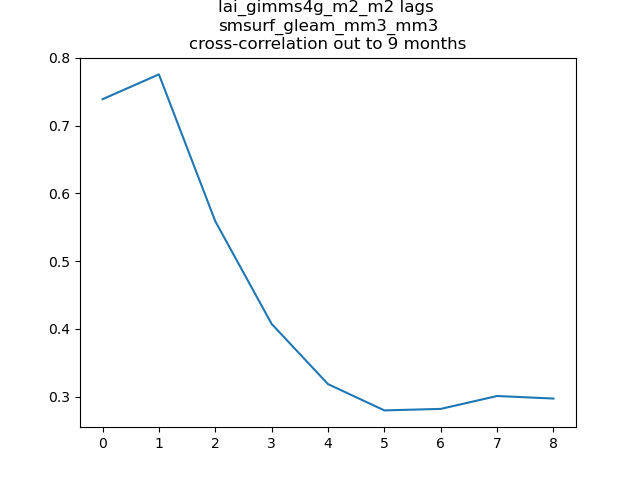 lai_gimms4g_m2_m2 lags
smsurf_gleam_mm3_mm3
cross-correlation out to 9 months
0.8
0.7
0.6
0.5
0.4
0.3
0 1 2 3 4 5 6 7 8